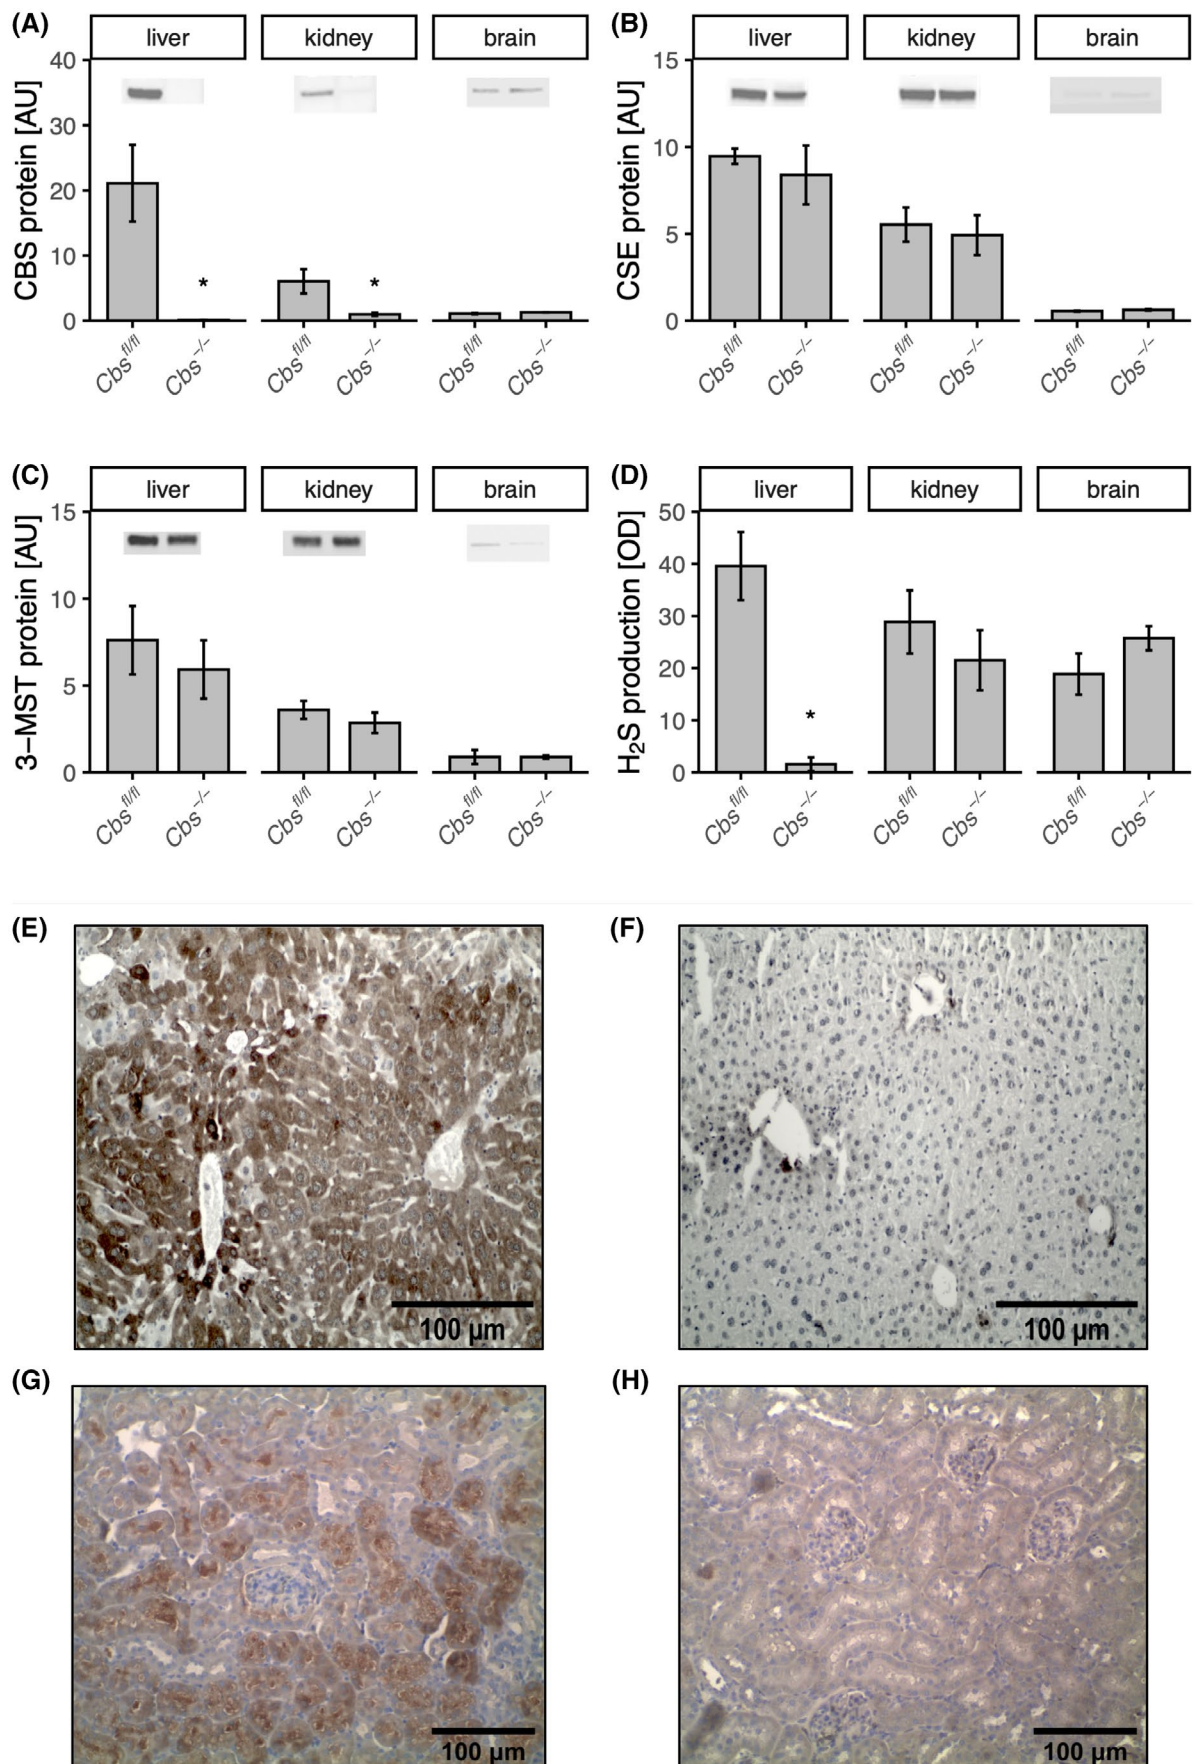 (A)
liver kidney brain
CBS protein [AU]
40
30
20
10
0
Cbs fl/fl Cbs −/− Cbs fl/fl Cbs −/− Cbs fl/fl Cbs −/−
* *
(B)
liver kidney brain
CSE protein [AU]
15
10
5
0
Cbs fl/fl Cbs −/− Cbs fl/fl Cbs −/− Cbs fl/fl Cbs −/−
(C)
liver kidney brain
3−MST protein [AU]
15
10
5
0
Cbs fl/fl Cbs −/− Cbs fl/fl Cbs −/− Cbs fl/fl Cbs −/−
(D)
liver kidney brain
H₂S production [OD]
50
40
30
20
10
0
*
Cbs fl/fl Cbs −/− Cbs fl/fl Cbs −/− Cbs fl/fl Cbs −/−
(E)
100 µm
(F)
100 µm
(G)
100 µm
(H)
100 µm